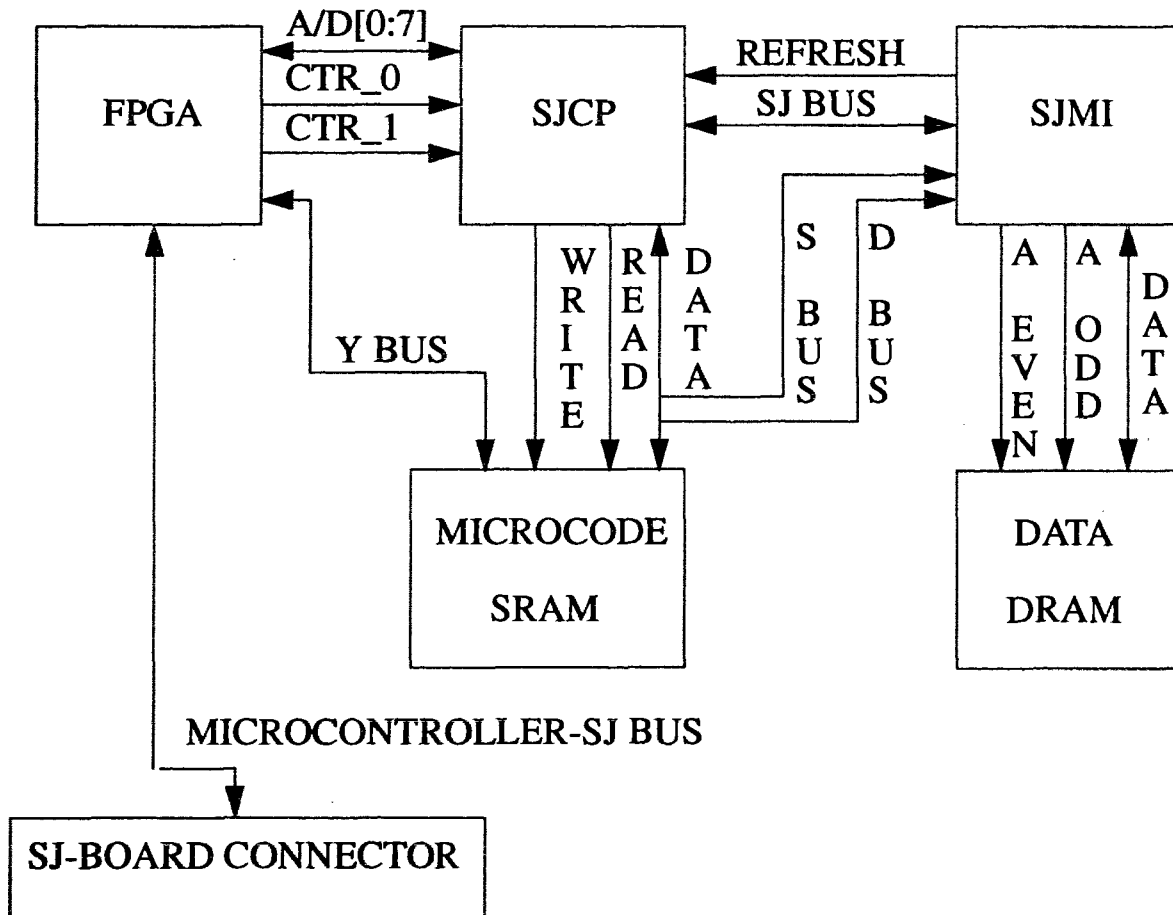 A/D[0:7]
CTR_0
CTR_1
FPGA
SJCP
REFRESH
SJ BUS
SJMI
WRITE
READ
DATA
S BUS
D BUS
A EVEN
A ODD
DATA
Y BUS
MICROCODE
SRAM
DATA
DRAM
MICROCONTROLLER-SJ BUS
SJ-BOARD CONNECTOR